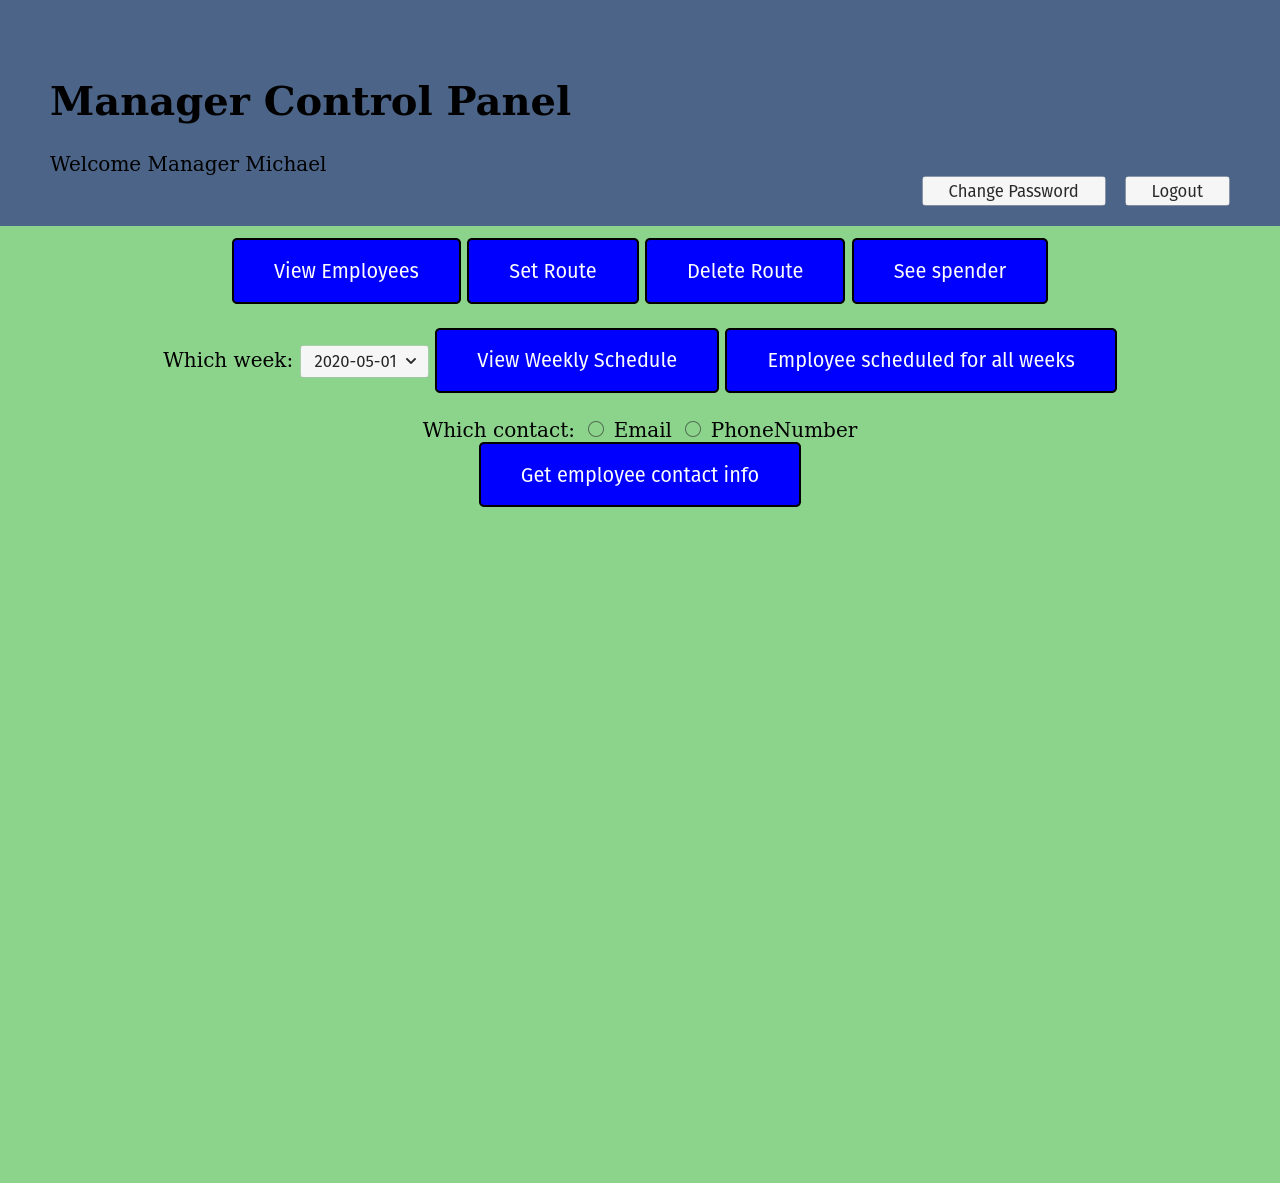 Manager Control Panel
Welcome Manager Michael
Change Password Logout
View Employees Set Route Delete Route See spender
Which week: 2020-05-01 View Weekly Schedule Employee scheduled for all weeks
Which contact: Email PhoneNumber
Get employee contact info